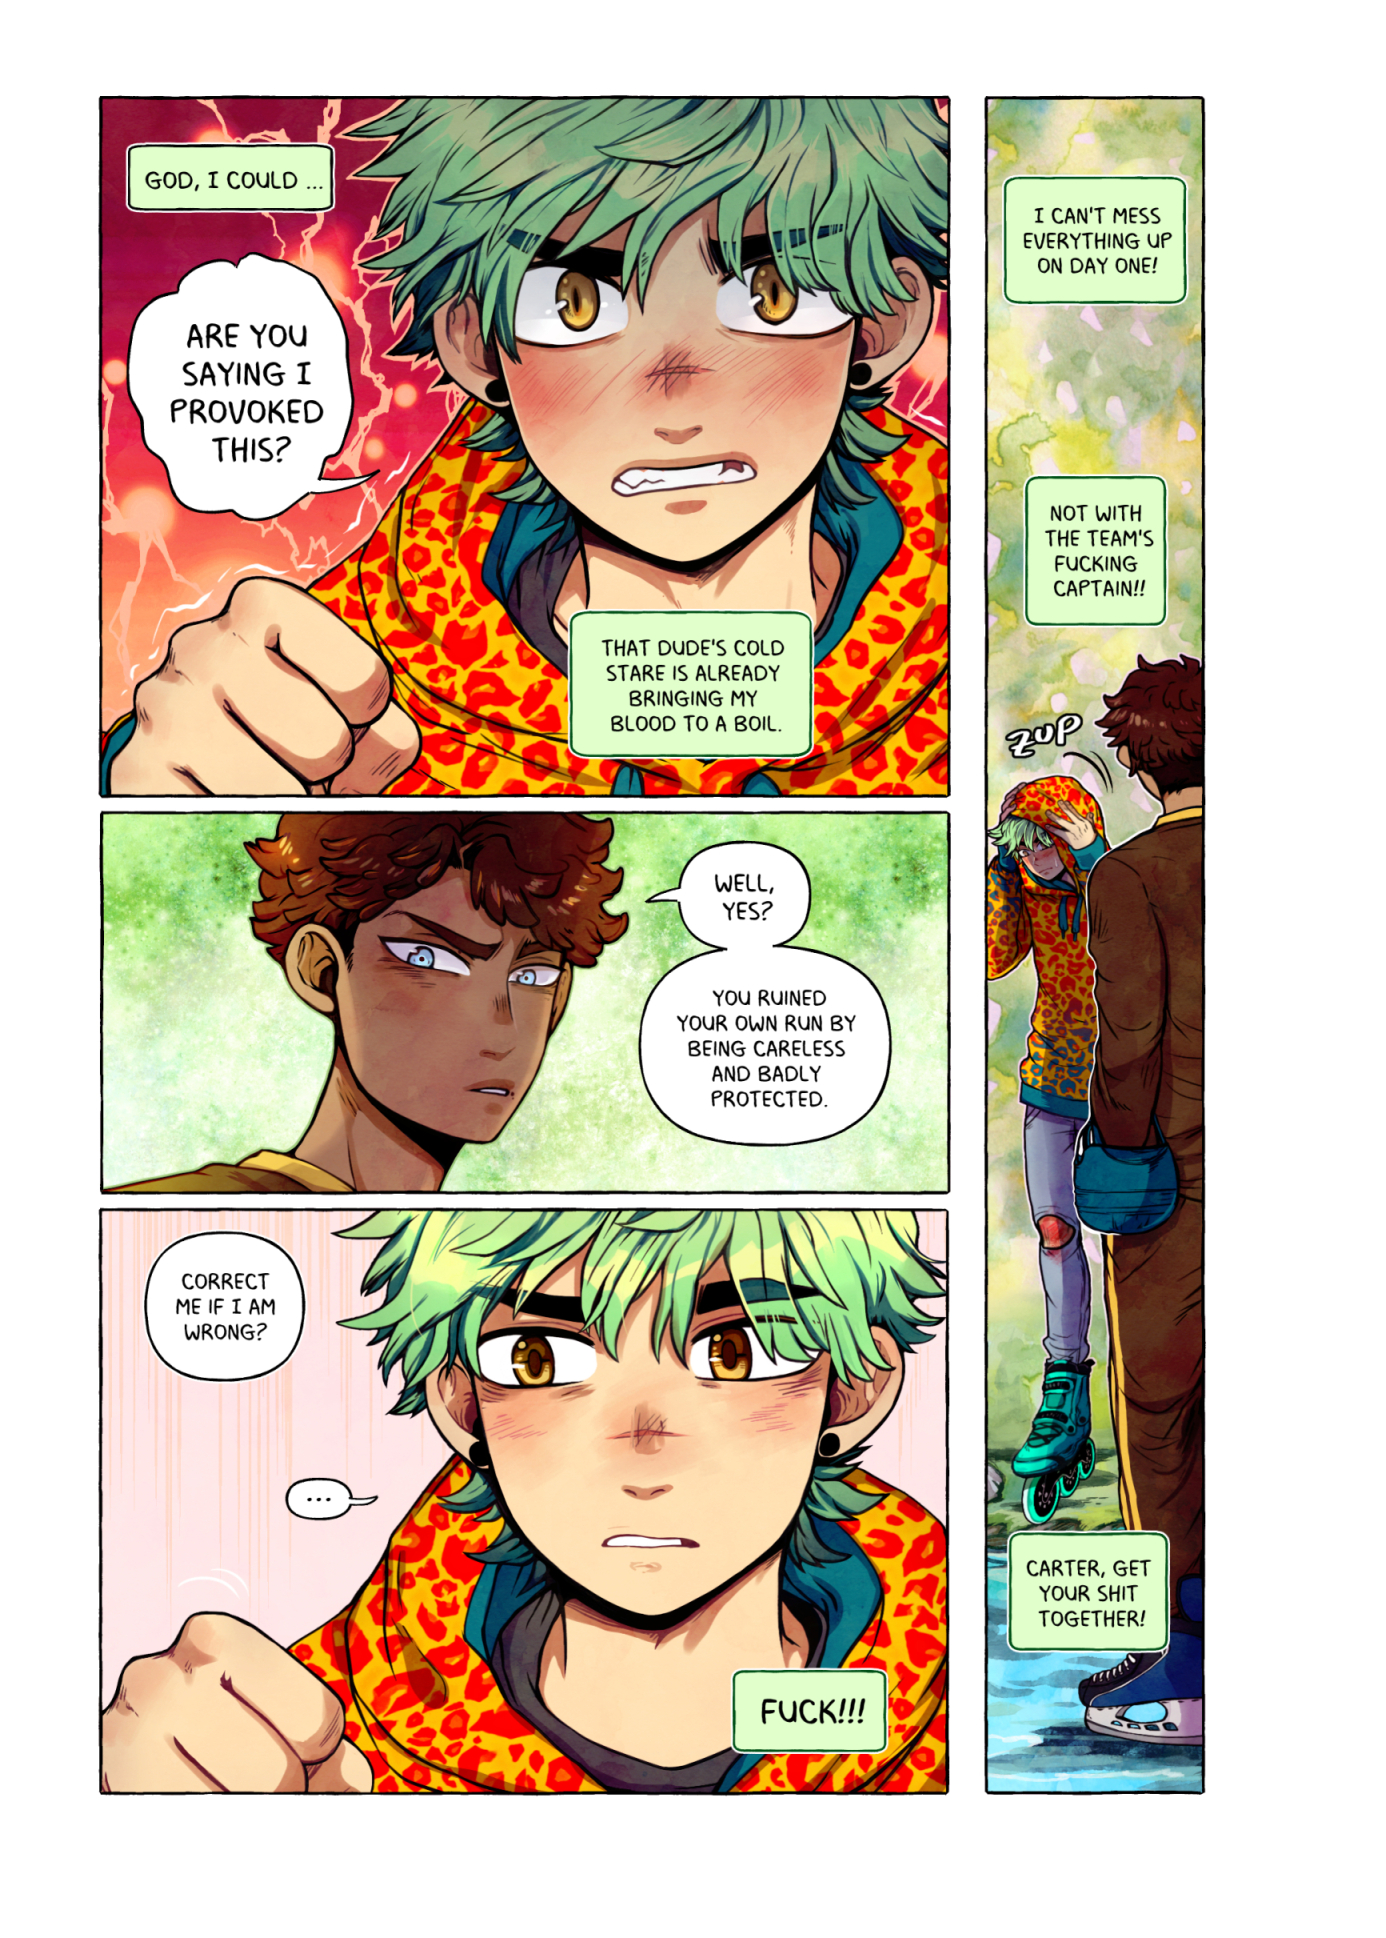 GOD, I COULD ...
ARE YOU
SAYING I
PROVOKED
THIS?
THAT DUDE'S COLD
STARE IS ALREADY
BRINGING MY
BLOOD TO A BOIL.
WELL,
YES?
YOU RUINED
YOUR OWN RUN BY
BEING CARELESS
AND BADLY
PROTECTED.
CORRECT
ME IF I AM
WRONG?
...
FUCK!!!
I CAN'T MESS
EVERYTHING UP
ON DAY ONE!
NOT WITH
THE TEAM'S
FUCKING
CAPTAIN!!
ZUP
CARTER, GET
YOUR SHIT
TOGETHER!